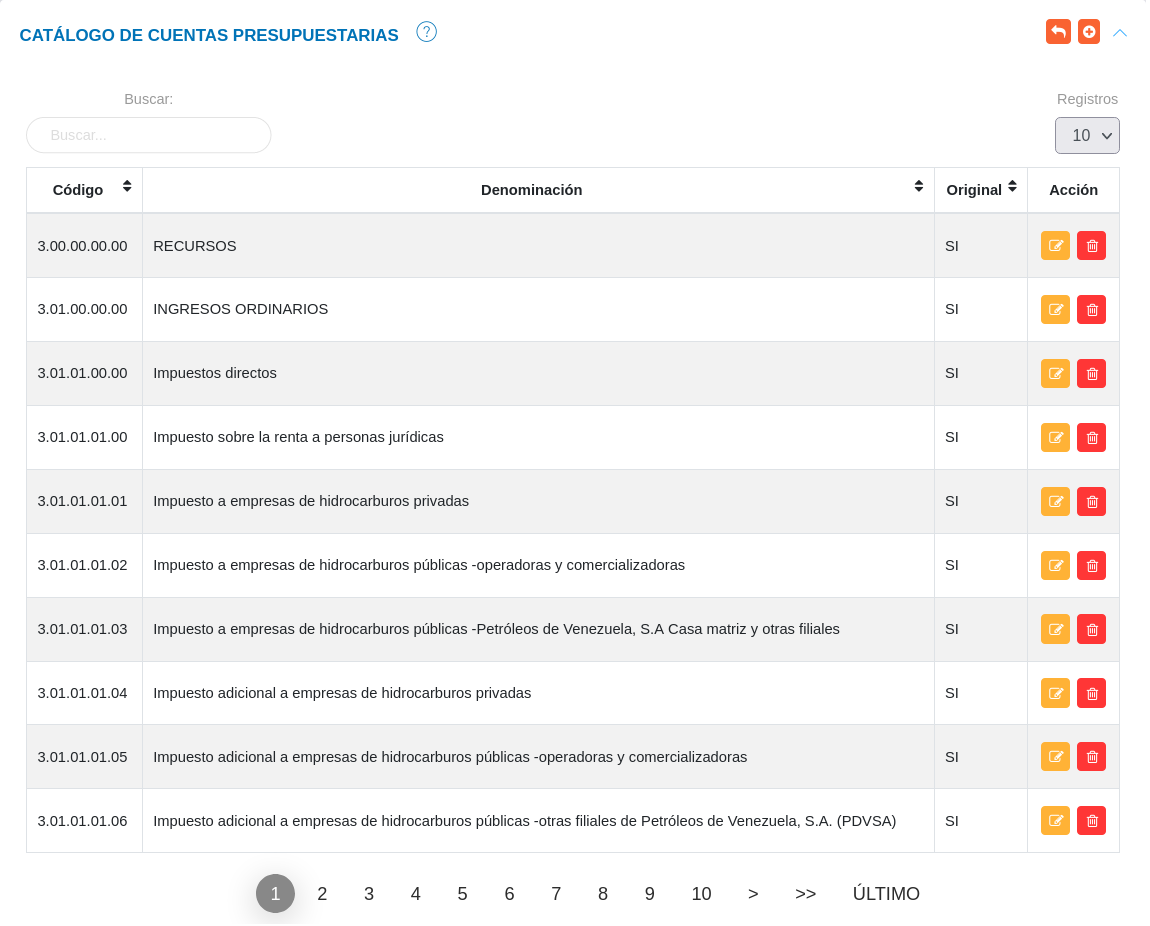 CATÁLOGO DE CUENTAS PRESUPUESTARIAS ?
Buscar: Registros
Buscar... 10
Código Denominación Original Acción
3.00.00.00.00 RECURSOS SI
3.01.00.00.00 INGRESOS ORDINARIOS SI
3.01.01.00.00 Impuestos directos SI
3.01.01.01.00 Impuesto sobre la renta a personas jurídicas SI
3.01.01.01.01 Impuesto a empresas de hidrocarburos privadas SI
3.01.01.01.02 Impuesto a empresas de hidrocarburos públicas -operadoras y comercializadoras SI
3.01.01.01.03 Impuesto a empresas de hidrocarburos públicas -Petróleos de Venezuela, S.A Casa matriz y otras filiales SI
3.01.01.01.04 Impuesto adicional a empresas de hidrocarburos privadas SI
3.01.01.01.05 Impuesto adicional a empresas de hidrocarburos públicas -operadoras y comercializadoras SI
3.01.01.01.06 Impuesto adicional a empresas de hidrocarburos públicas -otras filiales de Petróleos de Venezuela, S.A. (PDVSA) SI
1 2 3 4 5 6 7 8 9 10 > >> ÚLTIMO